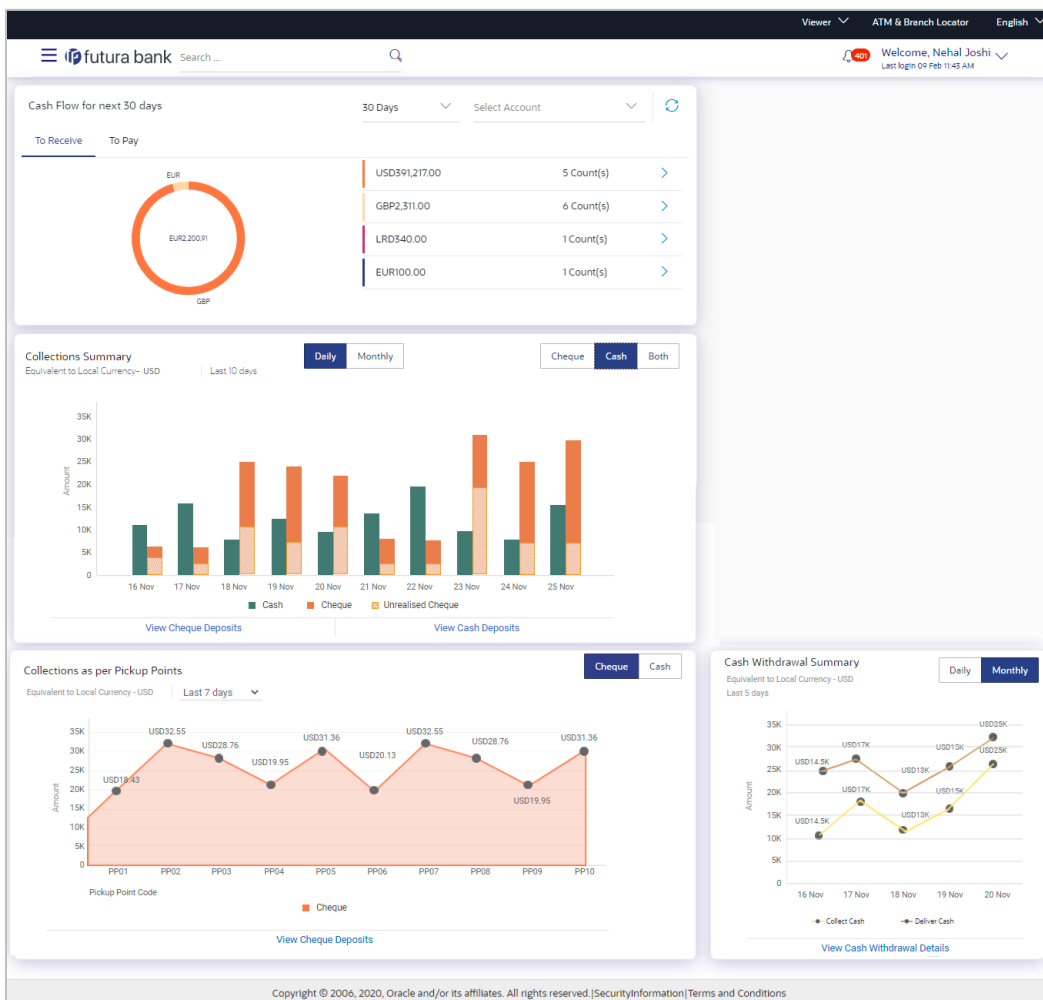 Viewer ATM & Branch Locator English
futura bank Search ... 401 Welcome, Nehal Joshi
Last login 09 Feb 11:43 AM
Cash Flow for next 30 days 30 Days Select Account
To Receive To Pay
EUR
EUR2,200.91
GBP
USD391,217.00 5 Count(s)
GBP2,311.00 6 Count(s)
LRD340.00 1 Count(s)
EUR100.00 1 Count(s)
Collections Summary Daily Monthly Cheque Cash Both
Equivalent to Local Currency- USD Last 10 days
35K
30K
25K
20K
15K
10K
5K
0
Amount
16 Nov 17 Nov 18 Nov 19 Nov 20 Nov 21 Nov 22 Nov 23 Nov 24 Nov 25 Nov
Cash Cheque Unrealised Cheque
View Cheque Deposits View Cash Deposits
Collections as per Pickup Points Cheque Cash
Equivalent to Local Currency - USD Last 7 days
35K
30K
25K
20K
15K
10K
5K
0
Amount
USD18.43 USD32.55 USD28.76 USD19.95 USD31.36 USD20.13 USD32.55 USD28.76 USD19.95 USD31.36
PP01 PP02 PP03 PP04 PP05 PP06 PP07 PP08 PP09 PP10
Pickup Point Code
Cheque
View Cheque Deposits
Cash Withdrawal Summary Daily Monthly
Equivalent to Local Currency - USD
Last 5 days
35K
30K
25K
20K
15K
10K
5K
0
Amount
USD14.5K USD17K USD13K USD15K USD25K
USD14.5K USD17K USD13K USD15K USD25K
16 Nov 17 Nov 18 Nov 19 Nov 20 Nov
Collect Cash Deliver Cash
View Cash Withdrawal Details
Copyright © 2006, 2020, Oracle and/or its affiliates. All rights reserved.|SecurityInformation|Terms and Conditions